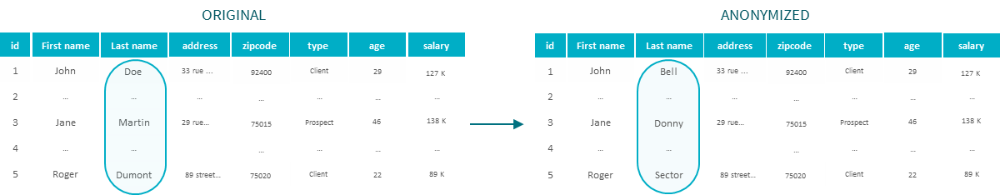 ORIGINAL ANONYMIZED
id First name Last name address zipcode type age salary id First name Last name address zipcode type age salary
1 John Doe 33 rue ... 92400 Client 29 127 K 1 John Bell 33 rue ... 92400 Client 29 127 K
2 ... ... ... ... ... ... ... 2 ... ... ... ... ... ... ...
3 Jane Martin 29 rue... 75015 Prospect 46 138 K 3 Jane Donny 29 rue... 75015 Prospect 46 138 K
4 ... ... ... ... ... ... 4 ... ... ... ... ... ...
5 Roger Dumont 89 street... 75020 Client 22 89 K 5 Roger Sector 89 street... 75020 Client 22 89 K